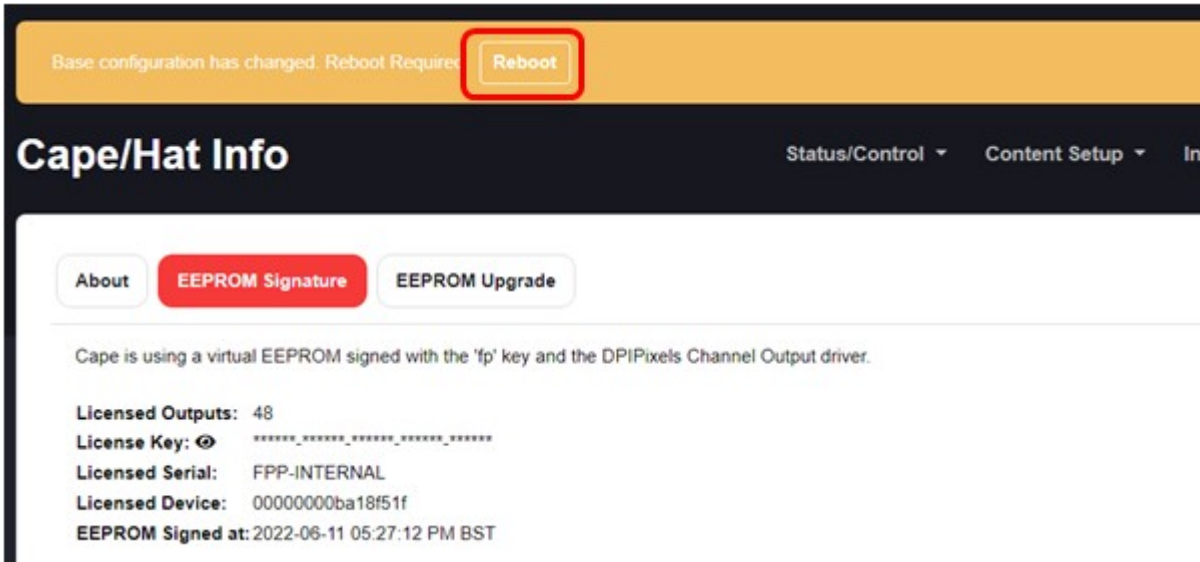 Base configuration has changed. Reboot Require Reboot
Cape/Hat Info Status/Control Content Setup In
About EEPROM Signature EEPROM Upgrade
Cape is using a virtual EEPROM signed with the 'fp' key and the DPIPixels Channel Output driver.
Licensed Outputs: 48
License Key: ******-******-******-******-******
Licensed Serial: FPP-INTERNAL
Licensed Device: 00000000ba18f51f
EEPROM Signed at: 2022-06-11 05:27:12 PM BST